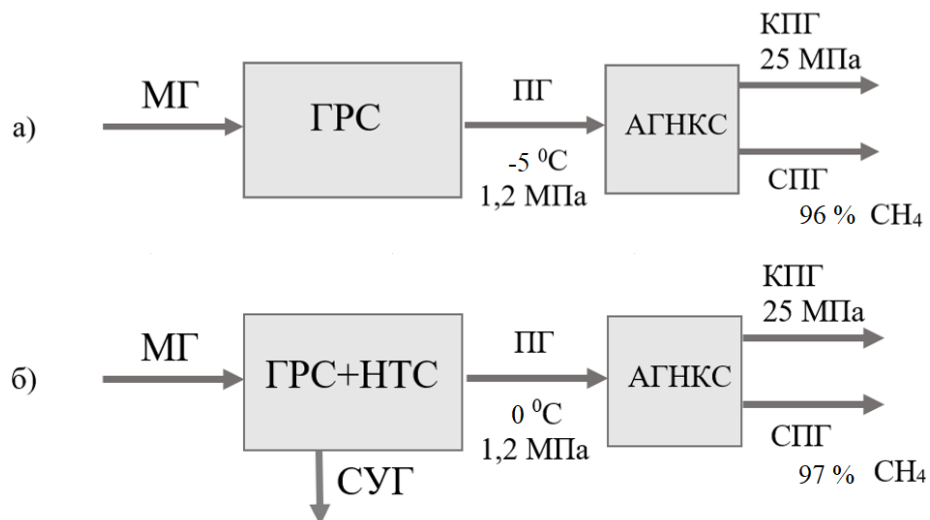 а)
МГ
ГРС
ПГ
-5 ⁰С
1,2 МПа
АГНКС
КПГ
25 МПа
СПГ
96 % CH₄
б)
МГ
ГРС+НТС
СУГ
ПГ
0 ⁰С
1,2 МПа
АГНКС
КПГ
25 МПа
СПГ
97 % CH₄